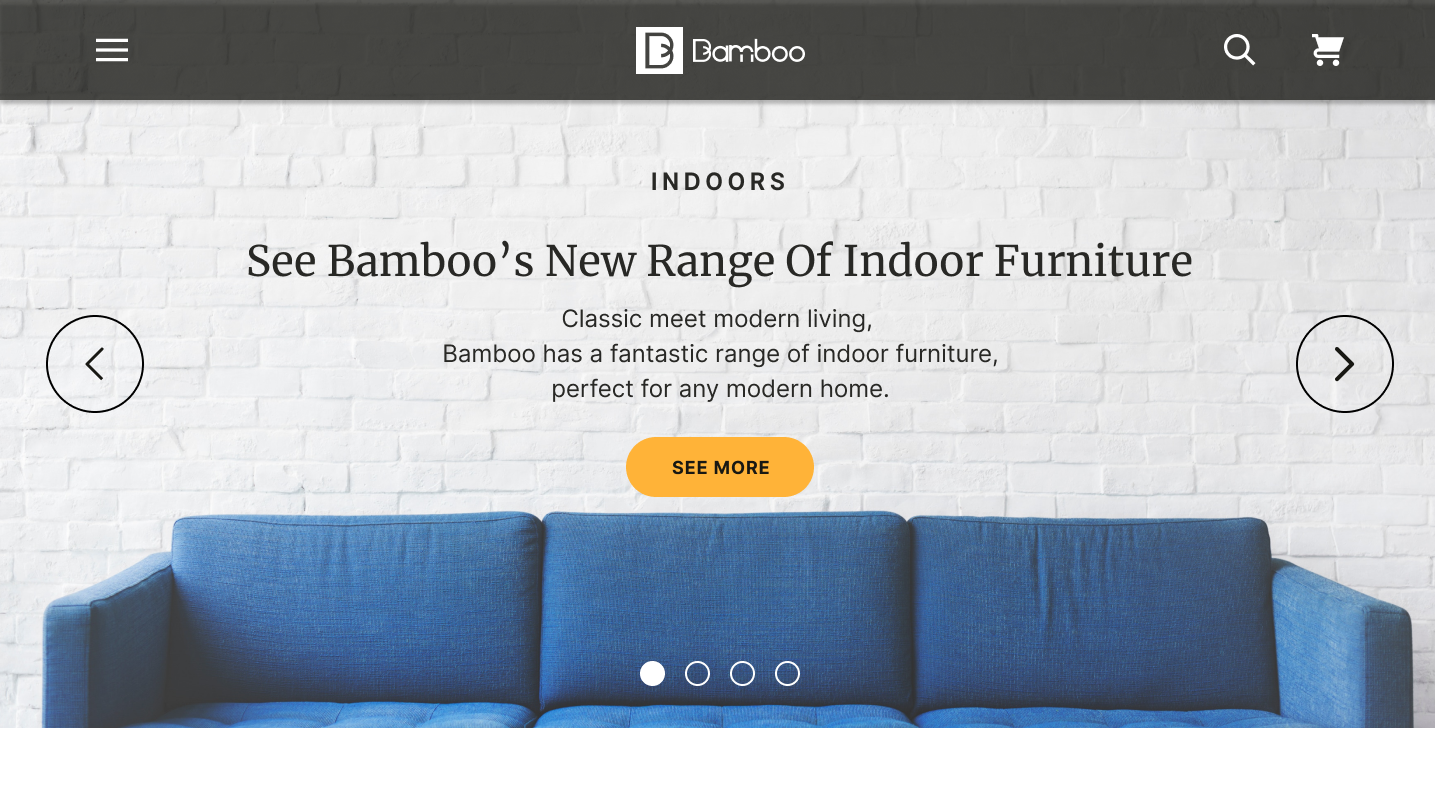 Bamboo
INDOORS
See Bamboo’s New Range Of Indoor Furniture
Classic meet modern living,
Bamboo has a fantastic range of indoor furniture,
perfect for any modern home.
SEE MORE